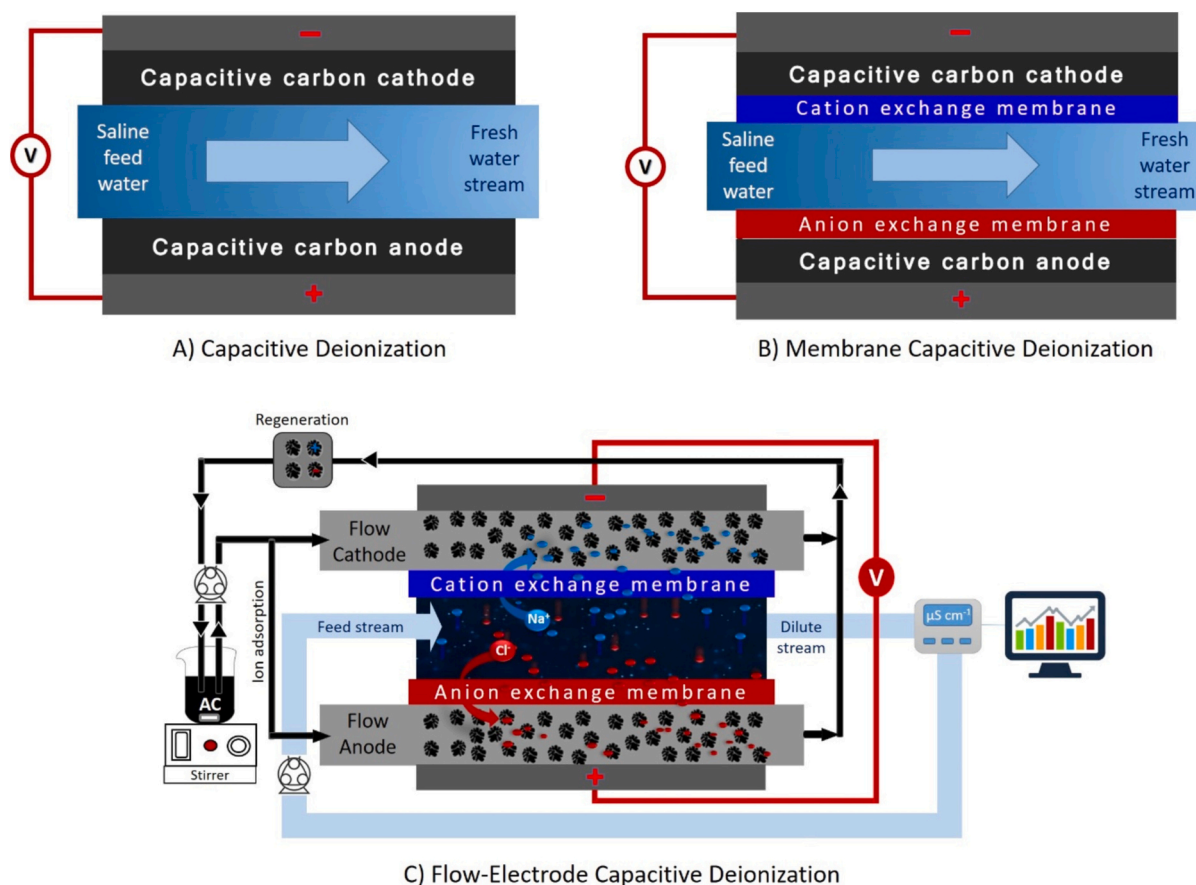 −
Capacitive carbon cathode
Saline
feed
water
Fresh
water
stream
V
Capacitive carbon anode
+
A) Capacitive Deionization
−
Capacitive carbon cathode
Cation exchange membrane
Saline
feed
water
Fresh
water
stream
V
Anion exchange membrane
Capacitive carbon anode
+
B) Membrane Capacitive Deionization
Regeneration
−
Flow
Cathode
Cation exchange membrane
V
Ion adsorption
Feed stream
Na⁺
Cl⁻
Dilute
stream
µS cm⁻¹
AC
Anion exchange membrane
Flow
Anode
Stirrer
+
C) Flow-Electrode Capacitive Deionization